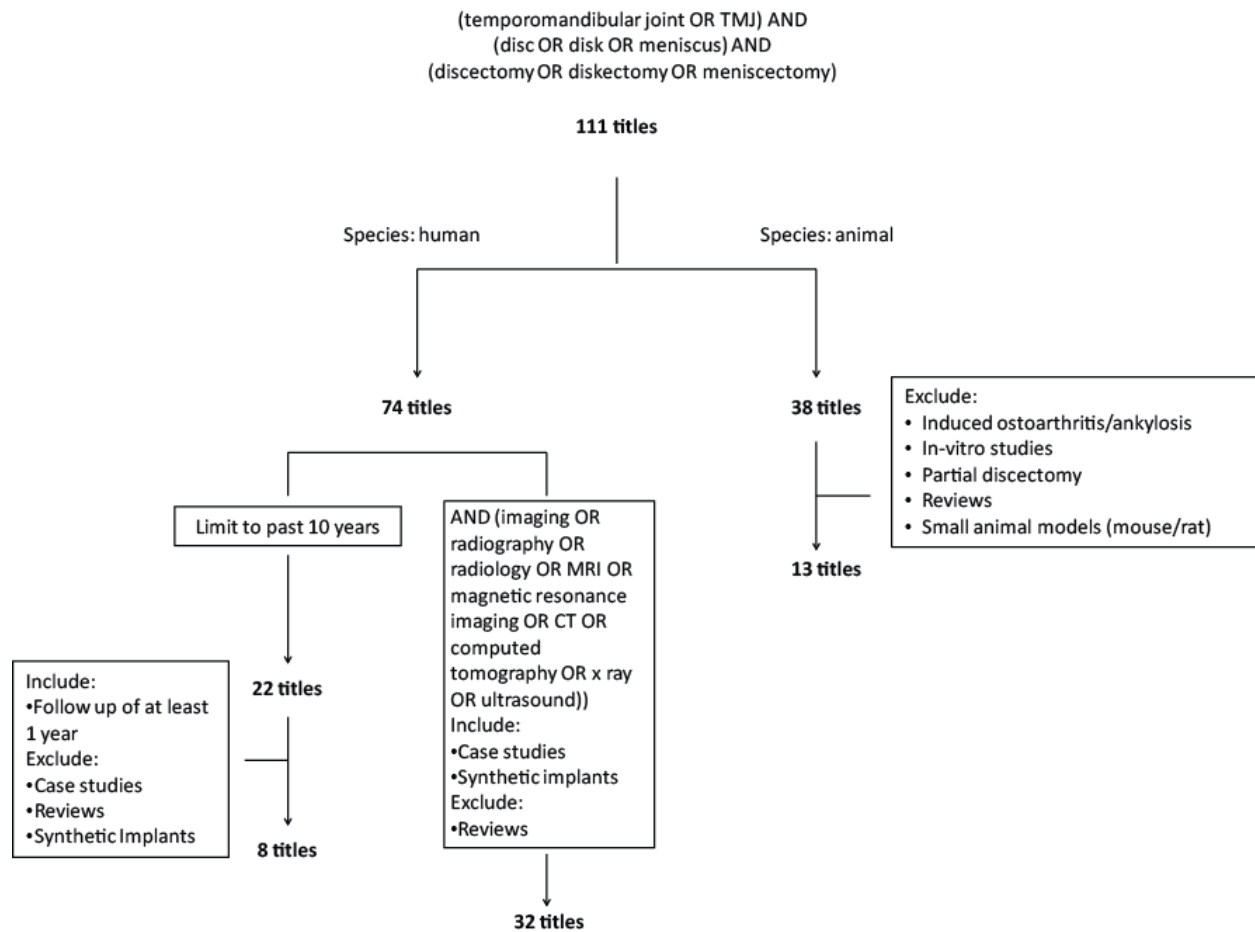 (temporomandibular joint OR TMJ) AND
(disc OR disk OR meniscus) AND
(discectomy OR diskectomy OR meniscectomy)
111 titles
Species: human
Species: animal
74 titles
38 titles
Exclude:
• Induced ostoarthritis/ankylosis
• In-vitro studies
• Partial discectomy
• Reviews
• Small animal models (mouse/rat)
13 titles
Limit to past 10 years
AND (imaging OR
radiography OR
radiology OR MRI OR
magnetic resonance
imaging OR CT OR
computed
tomography OR x ray
OR ultrasound))
Include:
•Case studies
•Synthetic implants
Exclude:
•Reviews
22 titles
Include:
•Follow up of at least
1 year
Exclude:
•Case studies
•Reviews
•Synthetic Implants
8 titles
32 titles